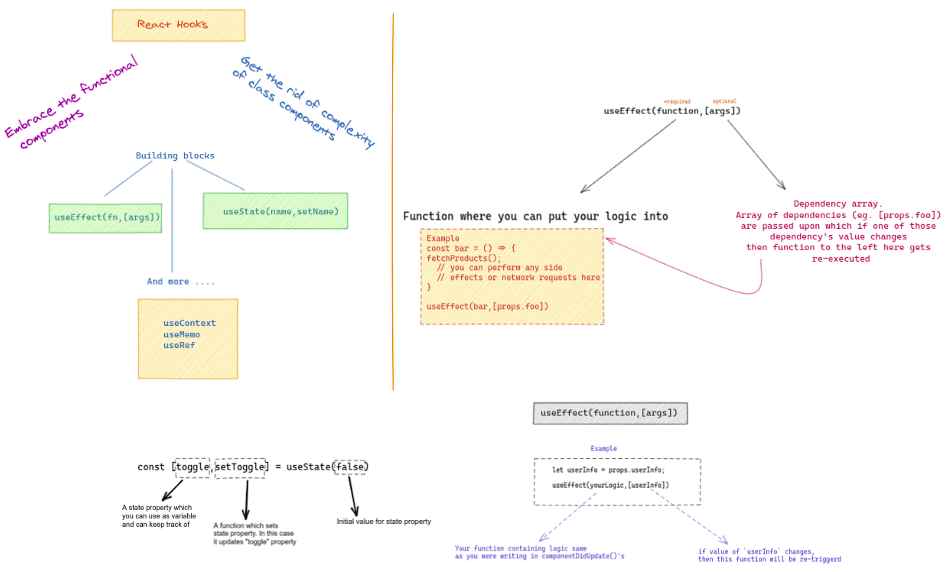 React Hooks
Embrace the functional
components
Get the rid of complexity
of class components
Building blocks
useEffect(fn,[args])
useState(name,setName)
And more ....
useContext
useMemo
useRef
*required
optional
useEffect(function,[args])
Function where you can put your logic into
Example
const bar = () => {
fetchProducts();
// you can perform any side
// effects or network requests here
}
useEffect(bar,[props.foo])
Dependency array.
Array of dependencies (eg. [props.foo])
are passed upon which if one of those
dependency's value changes
then function to the left here gets
re-executed
const [toggle,setToggle] = useState(false)
A state property which
you can use as variable
and can keep track of
A function which sets
state property. In this case
it updates "toggle" property
Initial value for state property
useEffect(function,[args])
Example
let userInfo = props.userInfo;
useEffect(yourLogic,[userInfo])
Your function containing logic same
as you were writing in componentDidUpdate()'s
if value of `userInfo` changes,
then this function will be re-triggerd